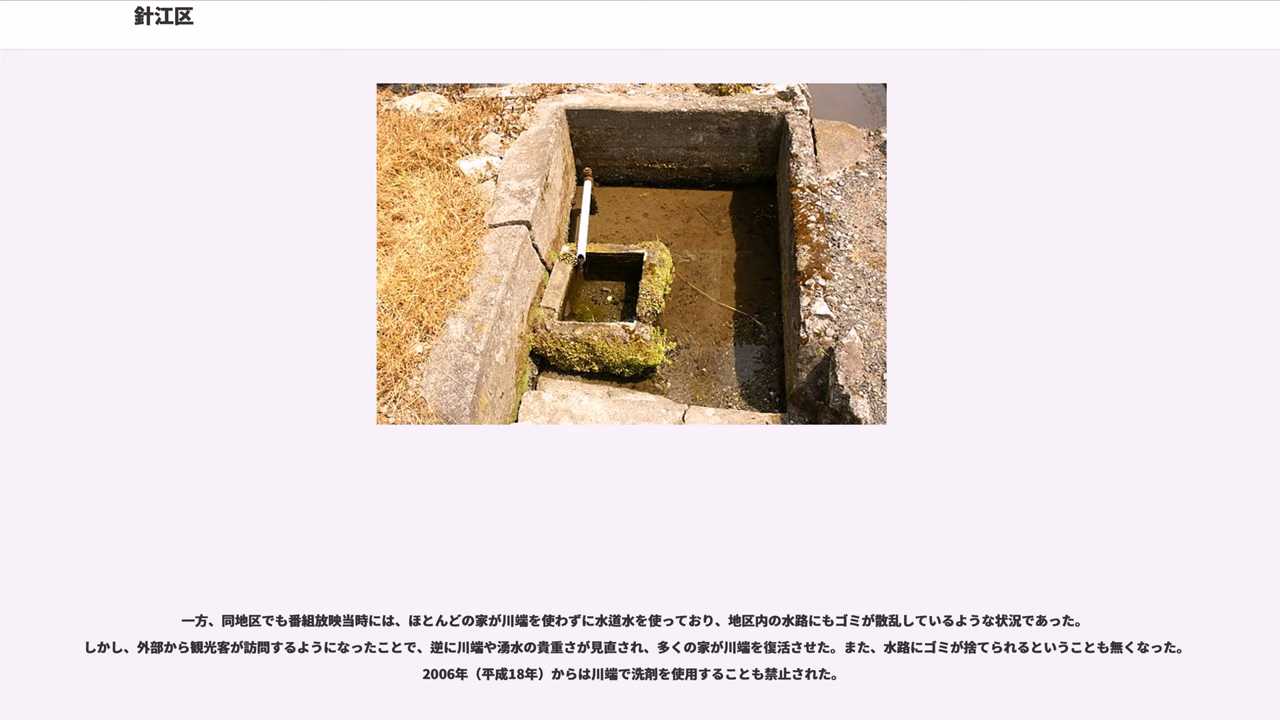 針江区
一方、同地区でも番組放映当時には、ほとんどの家が川端を使わずに水道水を使っており、地区内の水路にもゴミが散乱しているような状況であった。
しかし、外部から観光客が訪問するようになったことで、逆に川端や湧水の貴重さが見直され、多くの家が川端を復活させた。また、水路にゴミが捨てられるということも無くなった。
2006年（平成18年）からは川端で洗剤を使用することも禁止された。